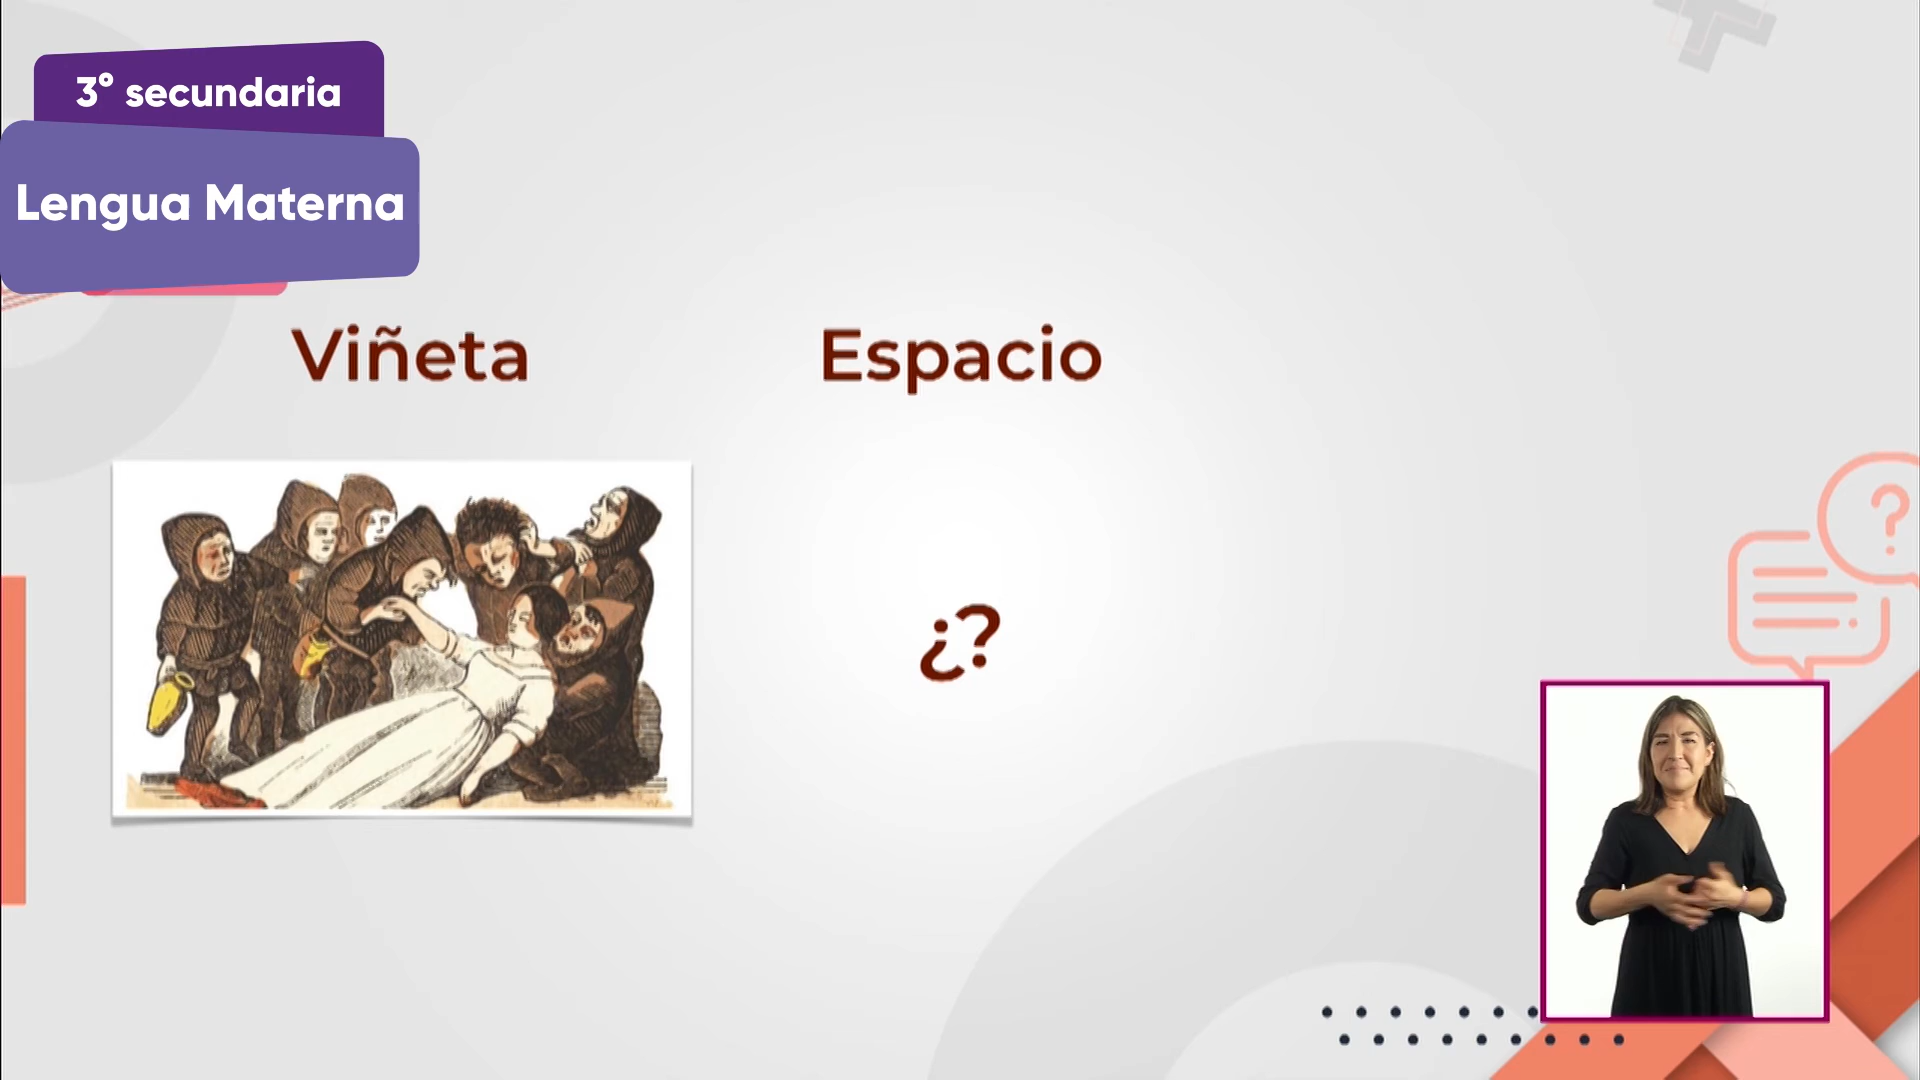 3° secundaria
Lengua Materna
Viñeta
Espacio
¿?
?